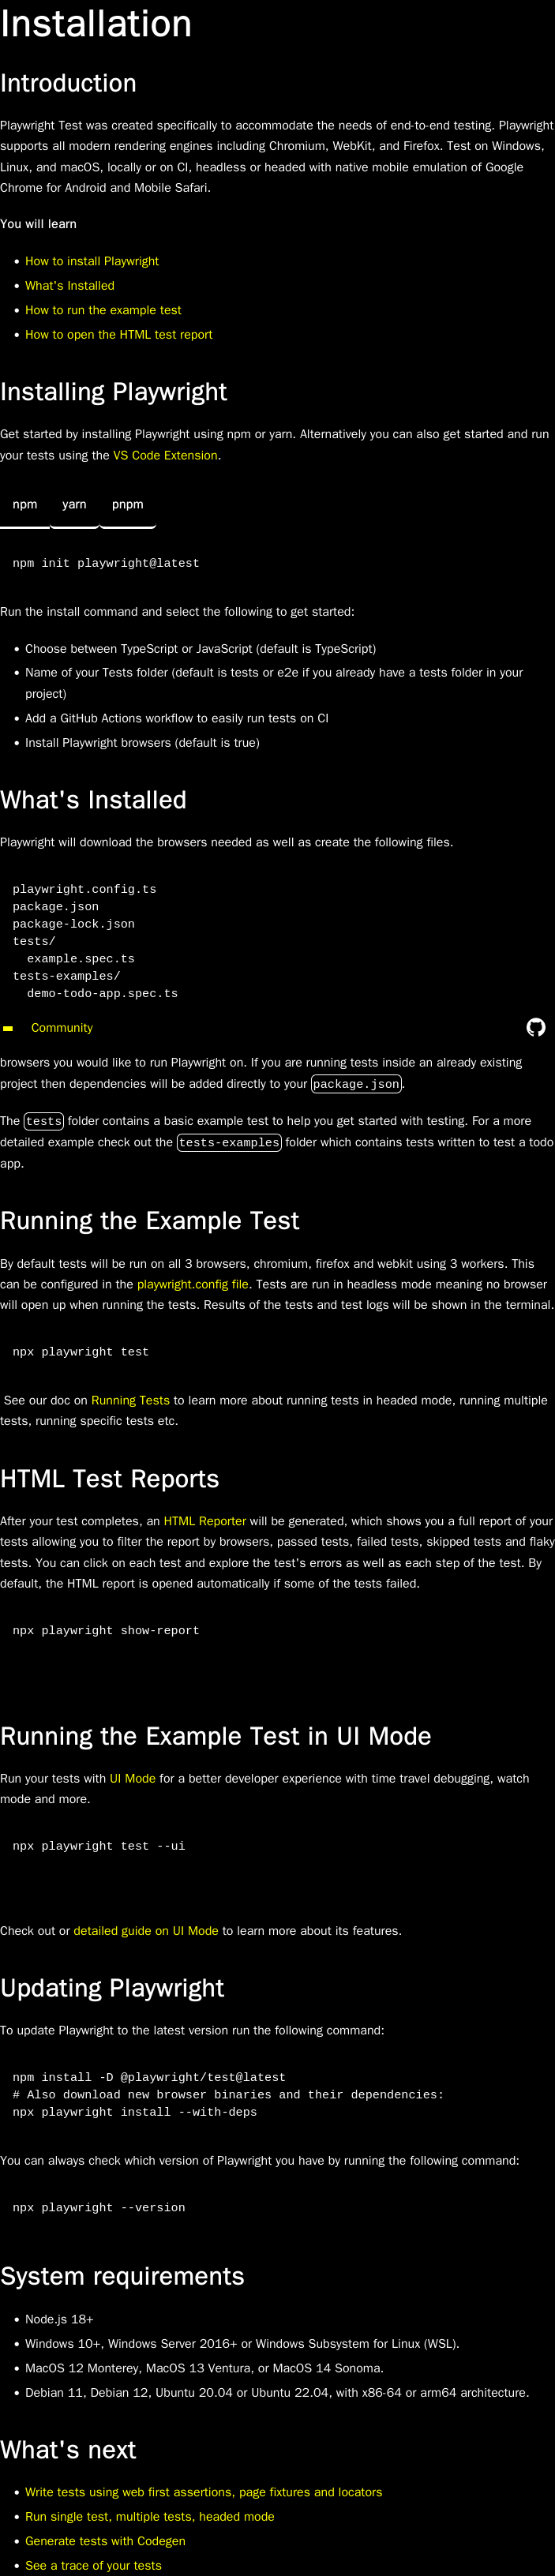 Installation
Introduction
Playwright Test was created specifically to accommodate the needs of end-to-end testing. Playwright
supports all modern rendering engines including Chromium, WebKit, and Firefox. Test on Windows,
Linux, and macOS, locally or on CI, headless or headed with native mobile emulation of Google
Chrome for Android and Mobile Safari.
You will learn
• How to install Playwright
• What's Installed
• How to run the example test
• How to open the HTML test report
Installing Playwright
Get started by installing Playwright using npm or yarn. Alternatively you can also get started and run
your tests using the VS Code Extension.
npm yarn pnpm
npm init playwright@latest
Run the install command and select the following to get started:
• Choose between TypeScript or JavaScript (default is TypeScript)
• Name of your Tests folder (default is tests or e2e if you already have a tests folder in your
project)
• Add a GitHub Actions workflow to easily run tests on CI
• Install Playwright browsers (default is true)
What's Installed
Playwright will download the browsers needed as well as create the following files.
playwright.config.ts
package.json
package-lock.json
tests/
  example.spec.ts
tests-examples/
  demo-todo-app.spec.ts
Community
browsers you would like to run Playwright on. If you are running tests inside an already existing
project then dependencies will be added directly to your package.json.
The tests folder contains a basic example test to help you get started with testing. For a more
detailed example check out the tests-examples folder which contains tests written to test a todo
app.
Running the Example Test
By default tests will be run on all 3 browsers, chromium, firefox and webkit using 3 workers. This
can be configured in the playwright.config file. Tests are run in headless mode meaning no browser
will open up when running the tests. Results of the tests and test logs will be shown in the terminal.
npx playwright test
See our doc on Running Tests to learn more about running tests in headed mode, running multiple
tests, running specific tests etc.
HTML Test Reports
After your test completes, an HTML Reporter will be generated, which shows you a full report of your
tests allowing you to filter the report by browsers, passed tests, failed tests, skipped tests and flaky
tests. You can click on each test and explore the test's errors as well as each step of the test. By
default, the HTML report is opened automatically if some of the tests failed.
npx playwright show-report
Running the Example Test in UI Mode
Run your tests with UI Mode for a better developer experience with time travel debugging, watch
mode and more.
npx playwright test --ui
Check out or detailed guide on UI Mode to learn more about its features.
Updating Playwright
To update Playwright to the latest version run the following command:
npm install -D @playwright/test@latest
# Also download new browser binaries and their dependencies:
npx playwright install --with-deps
You can always check which version of Playwright you have by running the following command:
npx playwright --version
System requirements
• Node.js 18+
• Windows 10+, Windows Server 2016+ or Windows Subsystem for Linux (WSL).
• MacOS 12 Monterey, MacOS 13 Ventura, or MacOS 14 Sonoma.
• Debian 11, Debian 12, Ubuntu 20.04 or Ubuntu 22.04, with x86-64 or arm64 architecture.
What's next
• Write tests using web first assertions, page fixtures and locators
• Run single test, multiple tests, headed mode
• Generate tests with Codegen
• See a trace of your tests